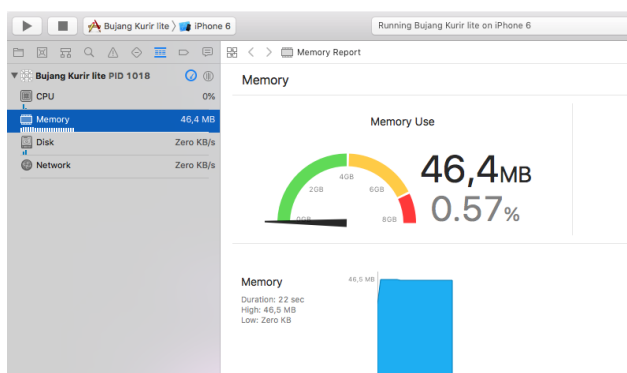 Bujang Kurir lite iPhone 6
Running Bujang Kurir lite on iPhone 6
Memory Report
Bujang Kurir lite PID 1018
CPU 0%
Memory 46,4 MB
Disk Zero KB/s
Network Zero KB/s
Memory
Memory Use
0GB
2GB
4GB
6GB
8GB
46,4MB
0.57%
Memory
Duration: 22 sec
High: 46,5 MB
Low: Zero KB
46,5 MB